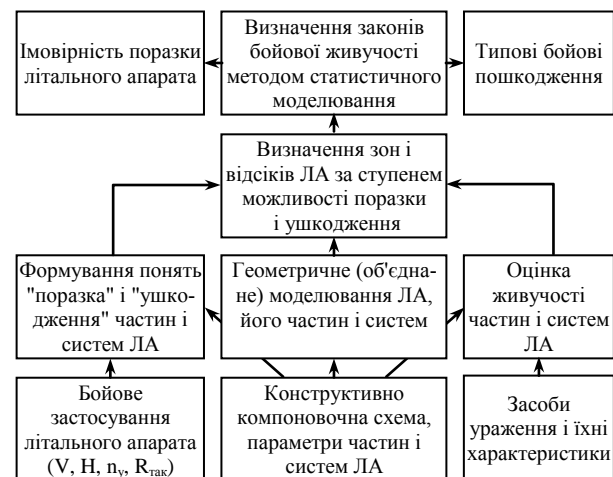 Імовірність поразки
літального апарата
Визначення законів
бойової живучості
методом статистичного
моделювання
Типові бойові
пошкодження
Визначення зон і
відсіків ЛА за ступенем
можливості поразки
і ушкодження
Формування понять
"поразка" і "ушко-
дження" частин і
систем ЛА
Геометричне (об'єдна-
не) моделювання ЛА,
його частин і систем
Оцінка
живучості
частин і систем
ЛА
Бойове
застосування
літального апарата
(V, H, nу, Rтак)
Конструктивно
компоновочна схема,
параметри частин і
систем ЛА
Засоби
ураження і їхні
характеристики